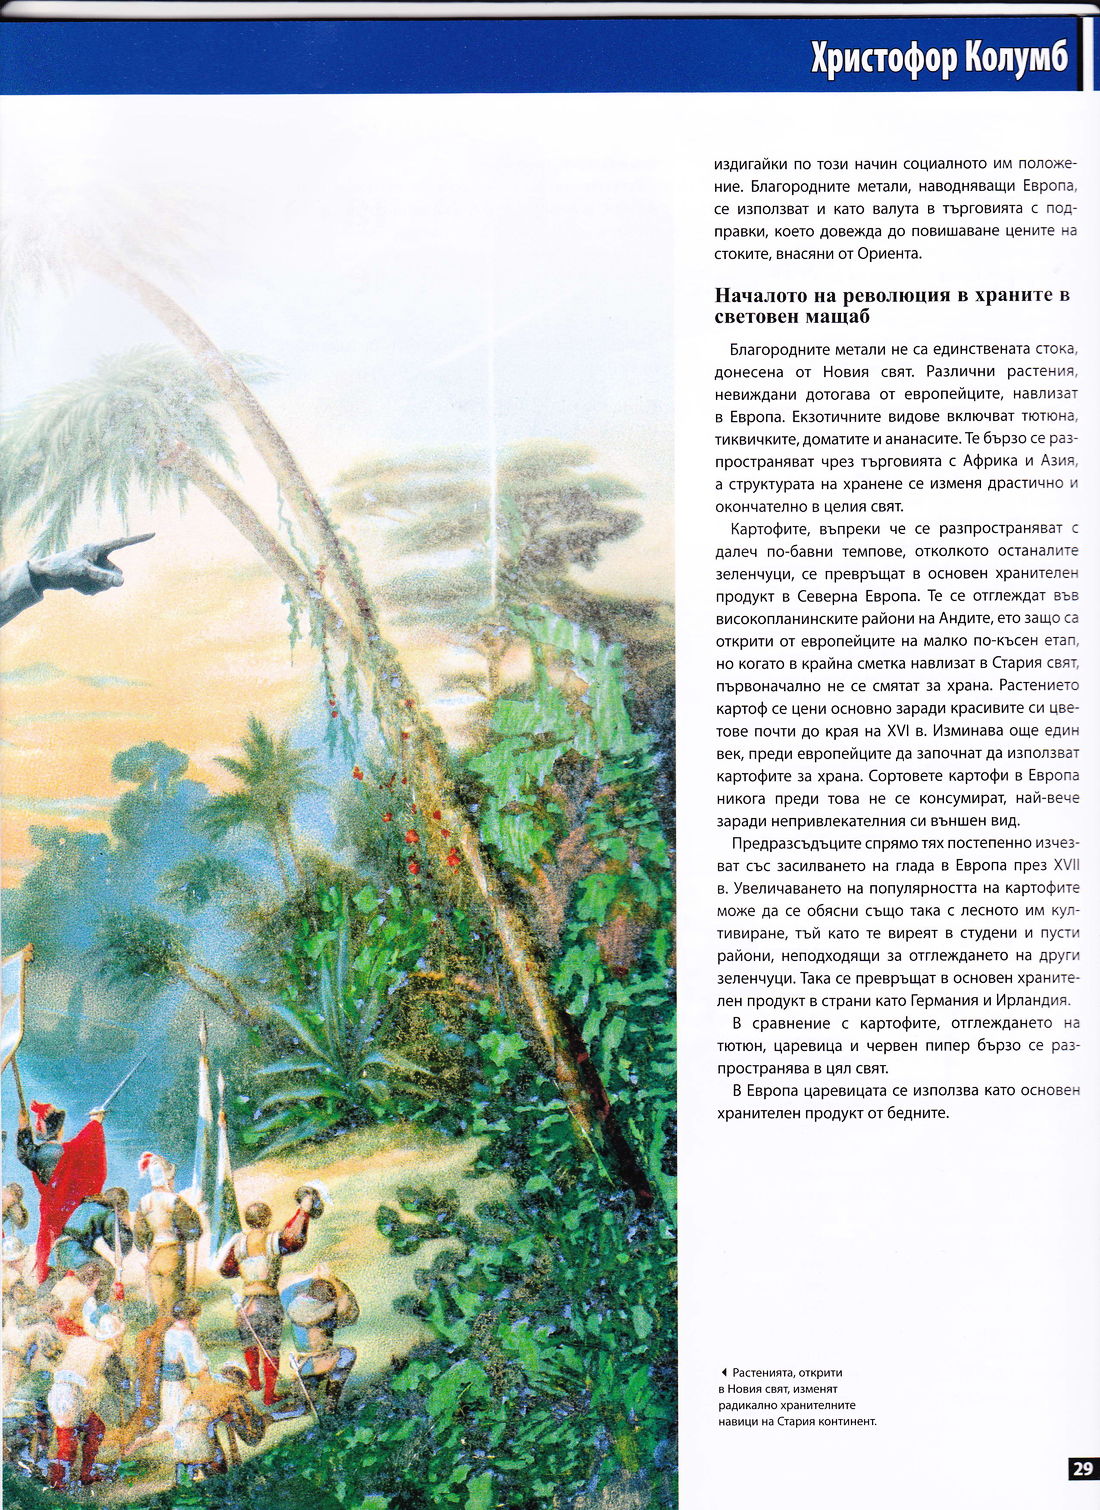 Христофор Колумб
издигайки по този начин социалното им положе-
ние. Благородните метали, наводняващи Европа,
се използват и като валута в търговията с под-
правки, което довежда до повишаване цените на
стоките, внасяни от Ориента.
Началото на революция в храните в
световен мащаб
Благородните метали не са единствената стока,
донесена от Новия свят. Различни растения,
невиждани дотогава от европейците, навлизат
в Европа. Екзотичните видове включват тютюна,
тиквичките, доматите и ананасите. Те бързо се раз-
пространяват чрез търговията с Африка и Азия,
а структурата на хранене се изменя драстично и
окончателно в целия свят.
Картофите, въпреки че се разпространяват с
далеч по-бавни темпове, отколкото останалите
зеленчуци, се превръщат в основен хранителен
продукт в Северна Европа. Те се отглеждат във
високопланинските райони на Андите, ето защо са
открити от европейците на малко по-късен етап,
но когато в крайна сметка навлизат в Стария свят,
първоначално не се смятат за храна. Растението
картоф се цени основно заради красивите си цве-
тове почти до края на XVI в. Изминава още един
век, преди европейците да започнат да използват
картофите за храна. Сортовете картофи в Европа
никога преди това не се консумират, най-вече
заради непривлекателния си външен вид.
Предразсъдъците спрямо тях постепенно изчез-
ват със засилването на глада в Европа през XVII
в. Увеличаването на популярността на картофите
може да се обясни също така с лесното им кул-
тивиране, тъй като те виреят в студени и пусти
райони, неподходящи за отглеждането на други
зеленчуци. Така се превръщат в основен храните-
лен продукт в страни като Германия и Ирландия.
В сравнение с картофите, отглеждането на
тютюн, царевица и червен пипер бързо се раз-
пространява в цял свят.
В Европа царевицата се използва като основен
хранителен продукт от бедните.
Растенията, открити
в Новия свят, изменят
радикално хранителните
навици на Стария континент.
29